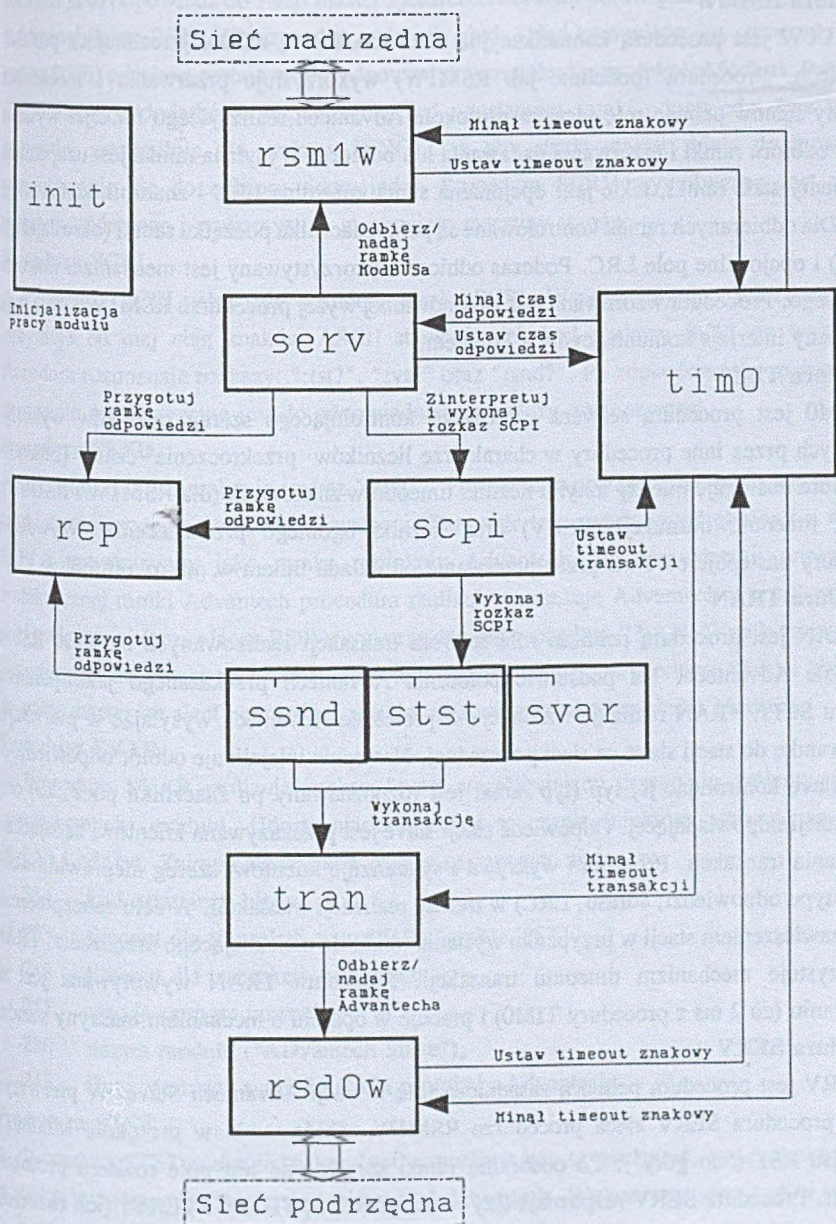 Sieć nadrzędna
init
Inicjalizacja
pracy modułu
rsm1w
Minął timeout znakowy
Ustaw timeout znakowy
Odbierz/
nadaj
ramkę
ModBUSa
serv
Minął czas
odpowiedzi
Ustaw czas
odpowiedzi
tim0
Przygotuj
ramkę
odpowiedzi
Zinterpretuj
i wykonaj
rozkaz SCPI
rep
Przygotuj
ramkę
odpowiedzi
scpi
Ustaw
timeout
transakcji
Przygotuj
ramkę
odpowiedzi
Wykonaj
rozkaz
SCPI
ssnd
stst
svar
Wykonaj
transakcję
tran
Minął
timeout
transakcji
Odbierz/
nadaj
ramkę
Advantecha
rsd0w
Ustaw timeout znakowy
Minął timeout znakowy
Sieć podrzędna